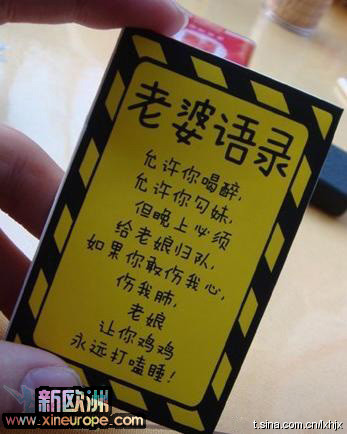 老婆语录
允许你喝醉,
允许你勾妹,
但晚上必须
给老娘归队,
如果你敢伤我心,
伤我肺,
老娘
让你鸡鸡
永远打嗑睡!
新欧洲
www.xineurope.com
t.sina.com.cn/lxhjx